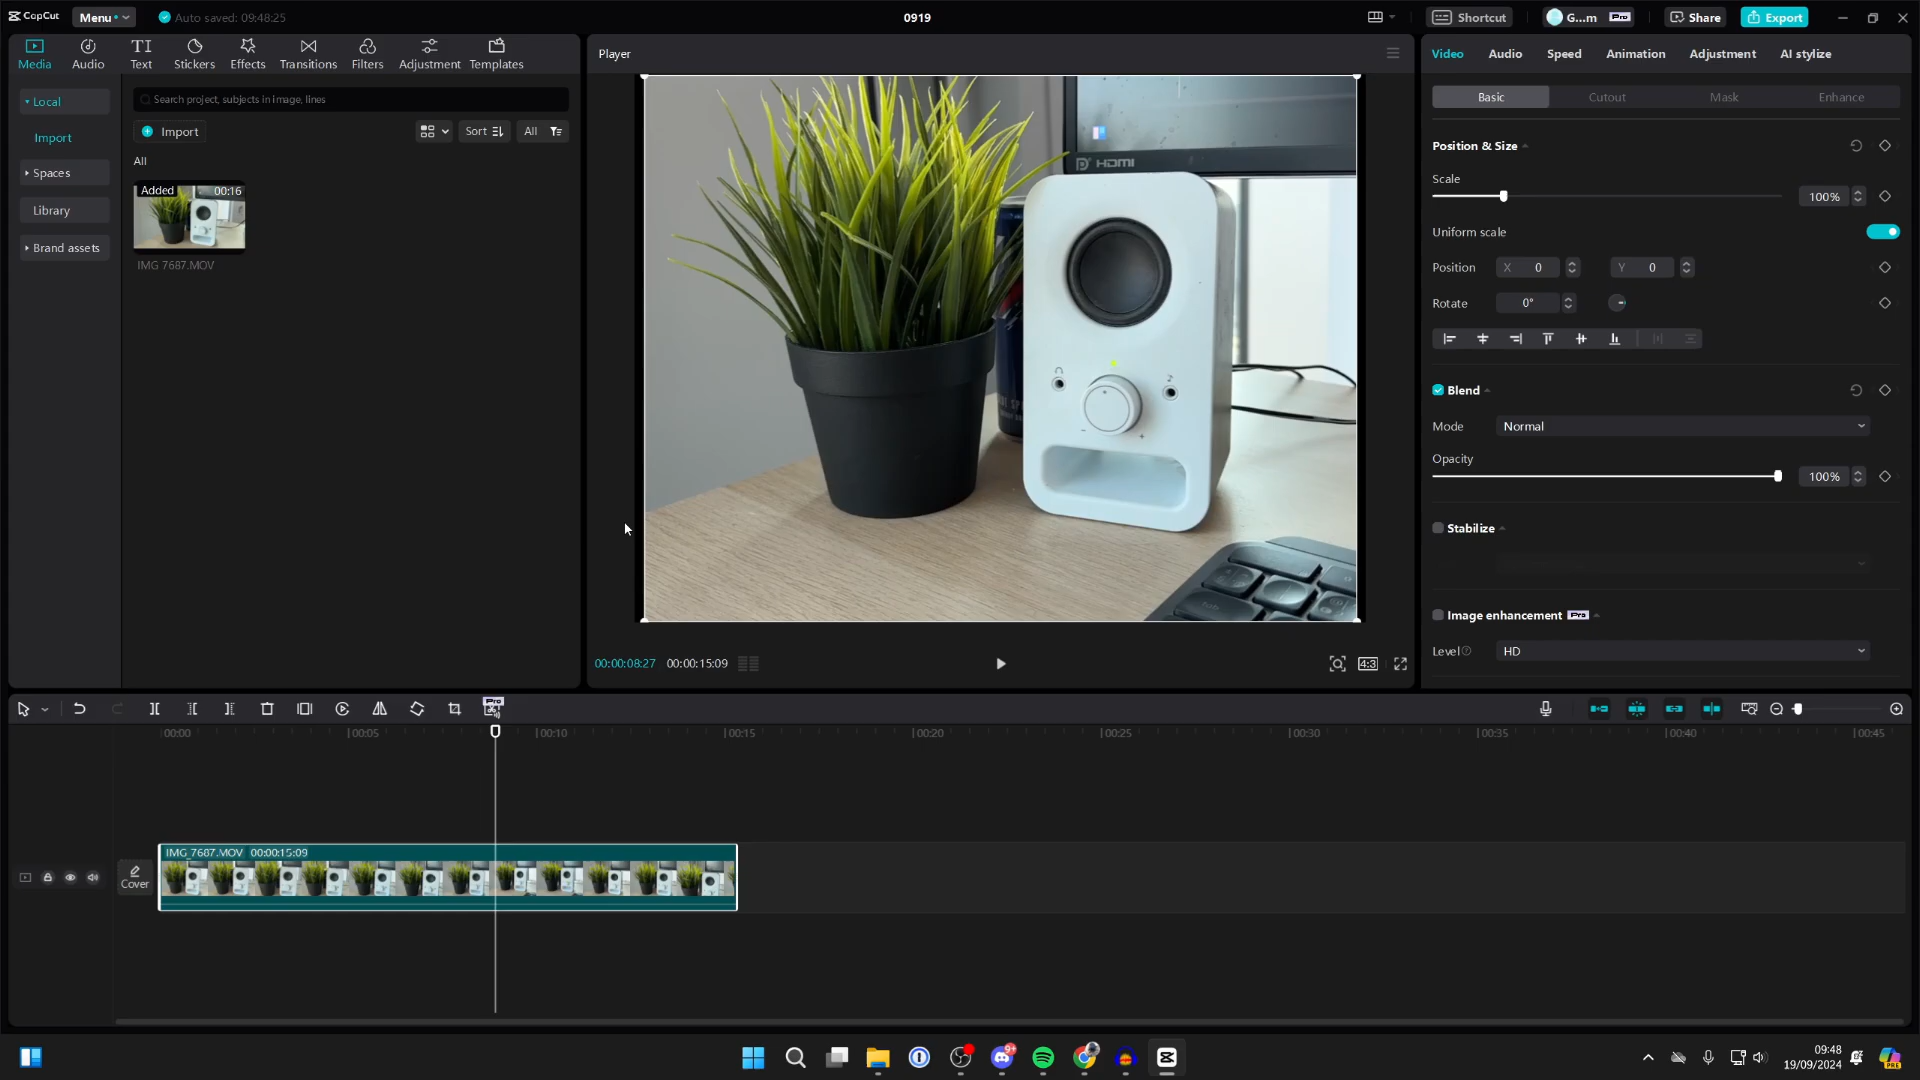 CapCut
Menu
Auto saved: 09:48:25
0919
Shortcut
G...m
Pro
Share
Export
Media
Audio
Text
Stickers
Effects
Transitions
Filters
Adjustment
Templates
Local
Import
Spaces
Library
Brand assets
Search project, subjects in image, lines
Import
Sort
All
All
Added
00:16
IMG 7687.MOV
Player
HDMI
00:00:08:27
00:00:15:09
4:3
Video
Audio
Speed
Animation
Adjustment
AI stylize
Basic
Cutout
Mask
Enhance
Position & Size
Scale
100%
Uniform scale
Position
X 0
Y 0
Rotate
0°
Blend
Mode
Normal
Opacity
100%
Stabilize
Image enhancement
Pro
Level
HD
Pro
00:00
00:05
00:10
00:15
00:20
00:25
00:30
00:35
00:40
00:45
Cover
IMG_7687.MOV 00:00:15:09
9+
09:48
19/09/2024
PRE